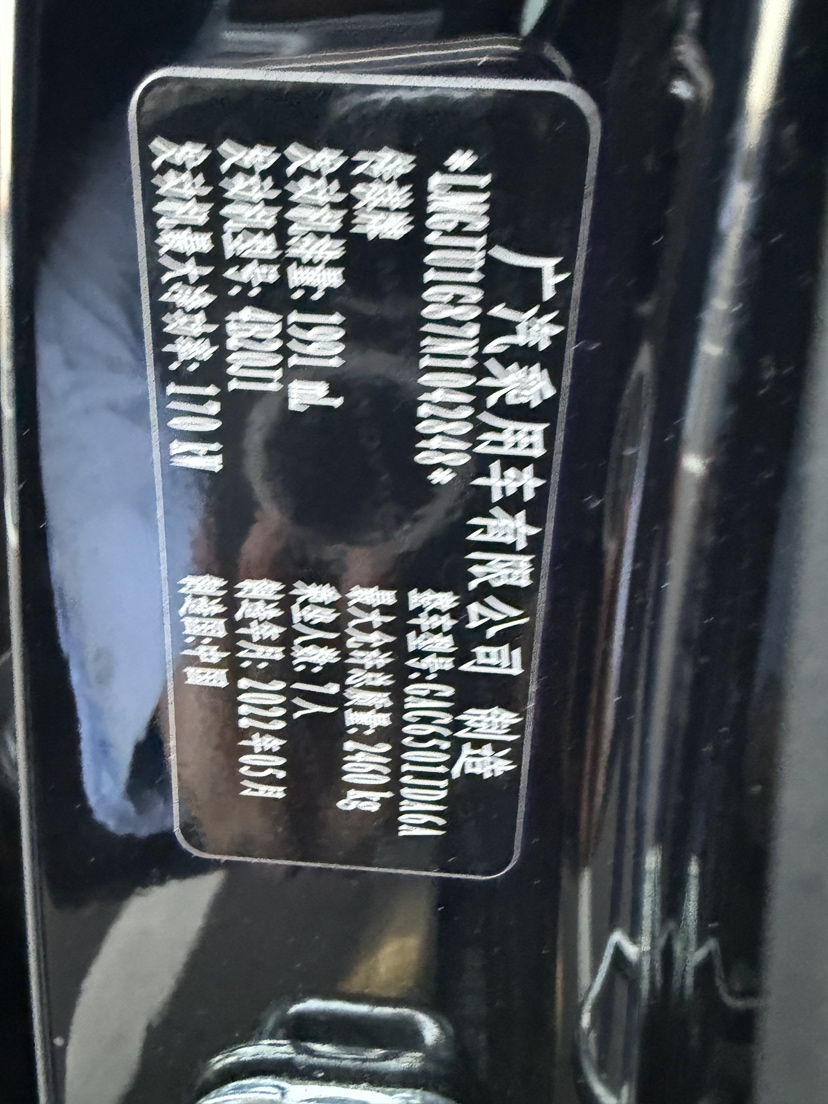 广汽乘用车有限公司 制造
*LMGJU1G87N1042848*
整车型号:GAC6501JDA6A
传祺牌
最大允许总质量: 2460 kg
发动机排量: 1991 mL
乘坐人数: 7人
发动机型号: 4B20J1
制造年月: 2022年05月
发动机最大净功率: 170 kW
制造国:中国